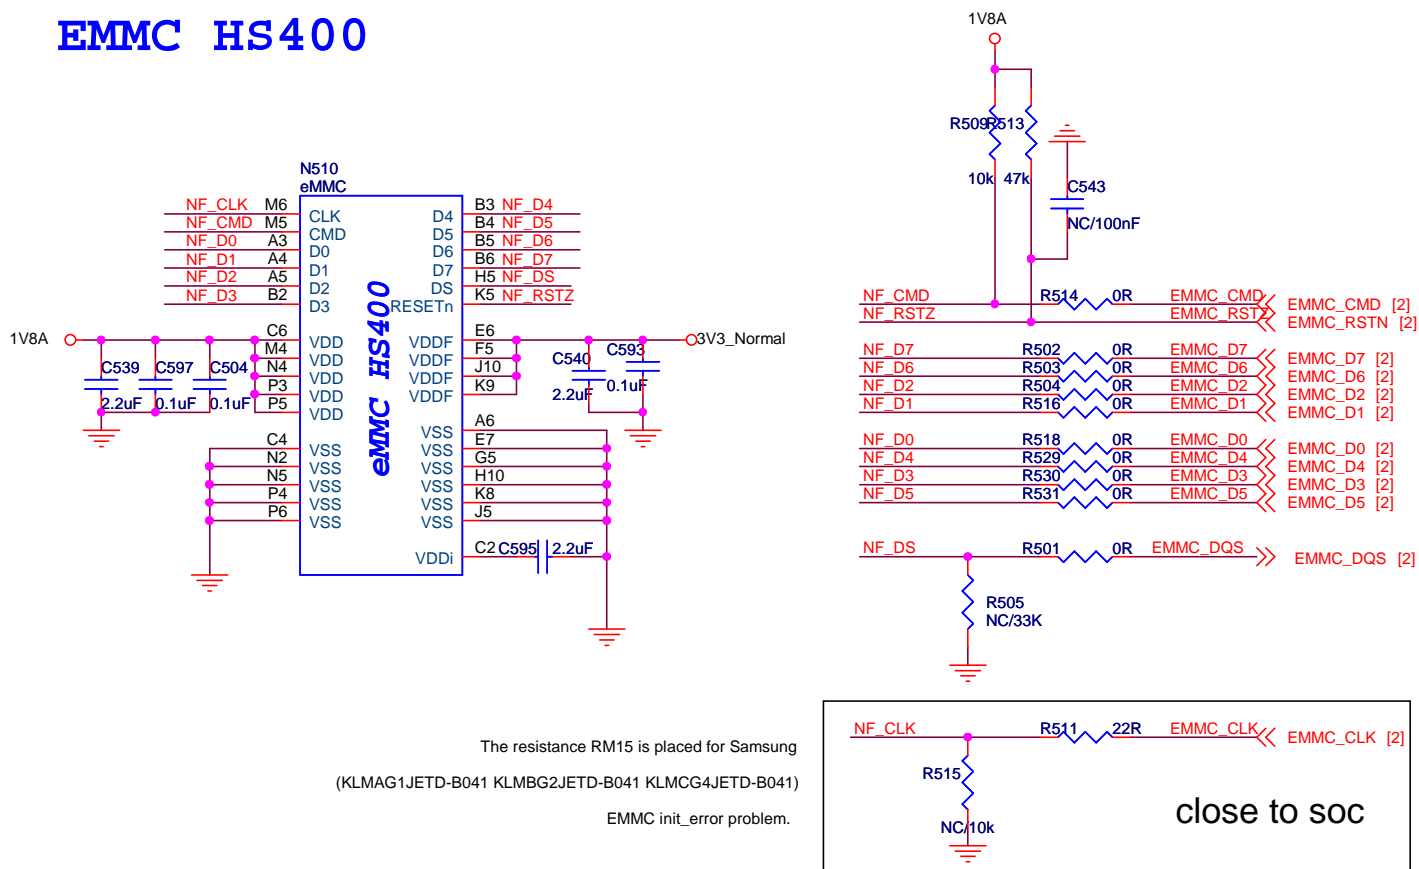 EMMC HS400
N510
eMMC
NF_CLK M6 CLK
NF_CMD M5 CMD
NF_D0 A3 D0
NF_D1 A4 D1
NF_D2 A5 D2
NF_D3 B2 D3
D4 B3 NF_D4
D5 B4 NF_D5
D6 B5 NF_D6
D7 B6 NF_D7
DS H5 NF_DS
RESETn K5 NF_RSTZ
eMMC HS400
1V8A
C6 VDD
M4 VDD
N4 VDD
P3 VDD
P5 VDD
C539 C597 C504
2.2uF 0.1uF 0.1uF
VDDF E6
VDDF F5
VDDF J10
VDDF K9
3V3_Normal
C540 C593
2.2uF 0.1uF
C4 VSS
N2 VSS
N5 VSS
P4 VSS
P6 VSS
VSS A6
VSS E7
VSS G5
VSS H10
VSS K8
VSS J5
VDDi C2 C595 2.2uF
The resistance RM15 is placed for Samsung
(KLMAG1JETD-B041 KLMBG2JETD-B041 KLMCG4JETD-B041)
EMMC init_error problem.
1V8A
R509 R513
10k 47k
C543
NC/100nF
NF_CMD R514 0R EMMC_CMD EMMC_CMD [2]
NF_RSTZ EMMC_RSTZ EMMC_RSTN [2]
NF_D7 R502 0R EMMC_D7 EMMC_D7 [2]
NF_D6 R503 0R EMMC_D6 EMMC_D6 [2]
NF_D2 R504 0R EMMC_D2 EMMC_D2 [2]
NF_D1 R516 0R EMMC_D1 EMMC_D1 [2]
NF_D0 R518 0R EMMC_D0 EMMC_D0 [2]
NF_D4 R529 0R EMMC_D4 EMMC_D4 [2]
NF_D3 R530 0R EMMC_D3 EMMC_D3 [2]
NF_D5 R531 0R EMMC_D5 EMMC_D5 [2]
NF_DS R501 0R EMMC_DQS EMMC_DQS [2]
R505
NC/33K
NF_CLK R511 22R EMMC_CLK EMMC_CLK [2]
R515
NC/10k
close to soc